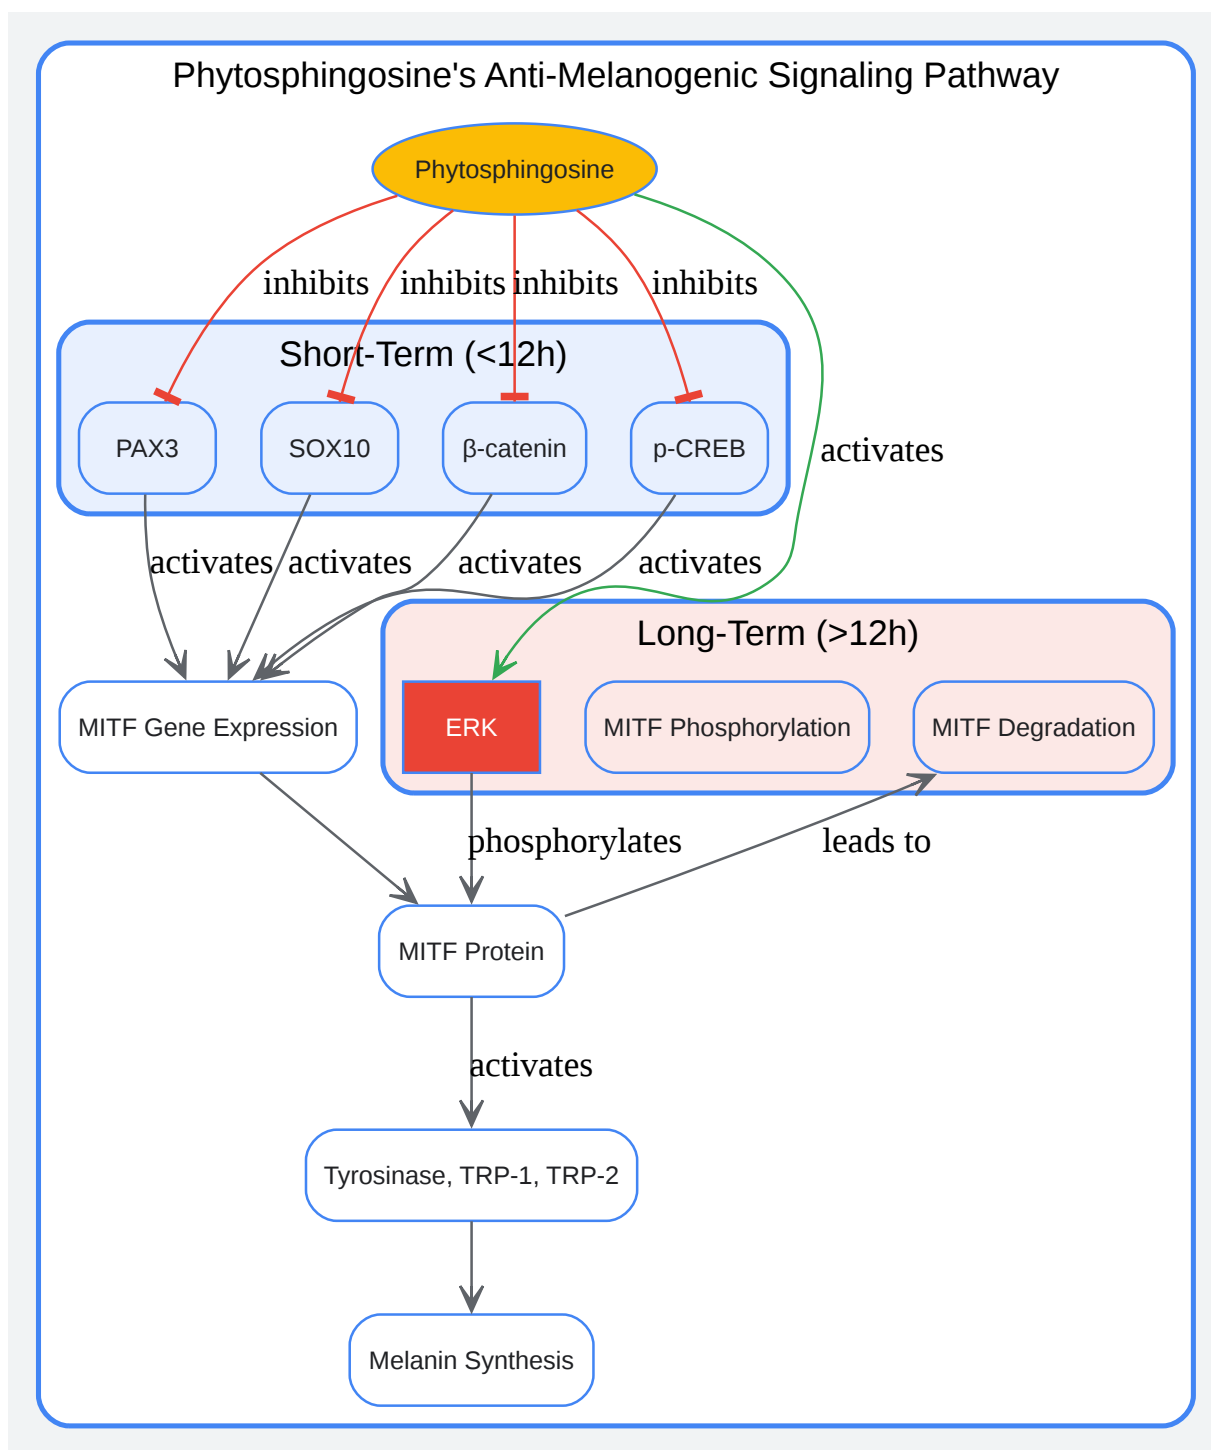 Phytosphingosine's Anti-Melanogenic Signaling Pathway
Phytosphingosine
inhibits
inhibits
inhibits
inhibits
Short-Term (<12h)
PAX3
SOX10
β-catenin
p-CREB
activates
activates
activates
activates
activates
Long-Term (>12h)
MITF Gene Expression
ERK
MITF Phosphorylation
MITF Degradation
phosphorylates
leads to
MITF Protein
activates
Tyrosinase, TRP-1, TRP-2
Melanin Synthesis